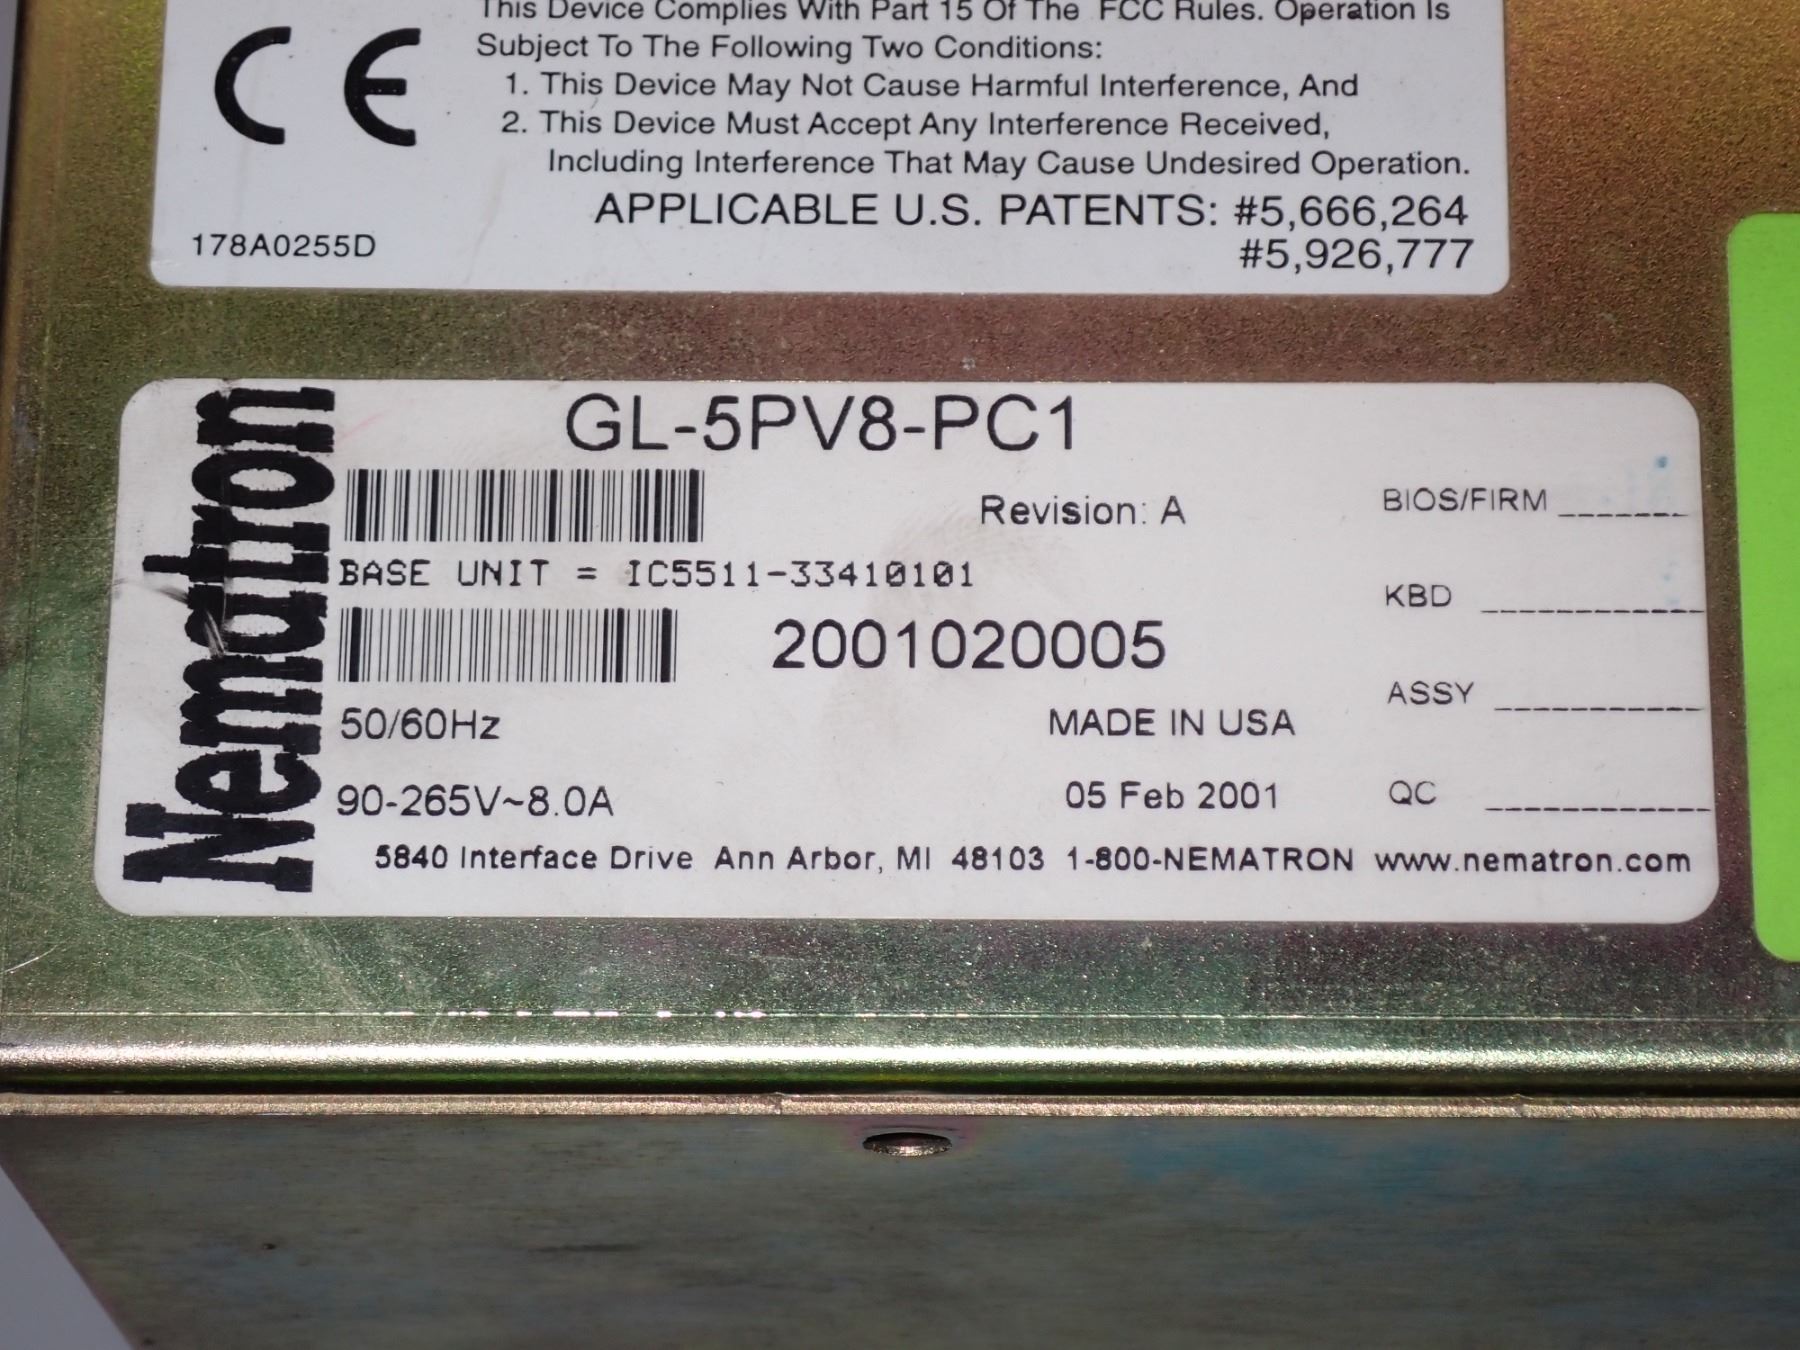 This Device Complies With Part 15 Of The FCC Rules. Operation Is
Subject To The Following Two Conditions:
1. This Device May Not Cause Harmful Interference, And
2. This Device Must Accept Any Interference Received,
Including Interference That May Cause Undesired Operation.
APPLICABLE U.S. PATENTS: #5,666,264
#5,926,777
CE
178A0255D
Nematron
GL-5PV8-PC1
Revision: A
BASE UNIT = IC5511-33410101
2001020005
50/60Hz
MADE IN USA
90-265V~8.0A
05 Feb 2001
BIOS/FIRM
KBD
ASSY
QC
5840 Interface Drive Ann Arbor, MI 48103 1-800-NEMATRON www.nematron.com